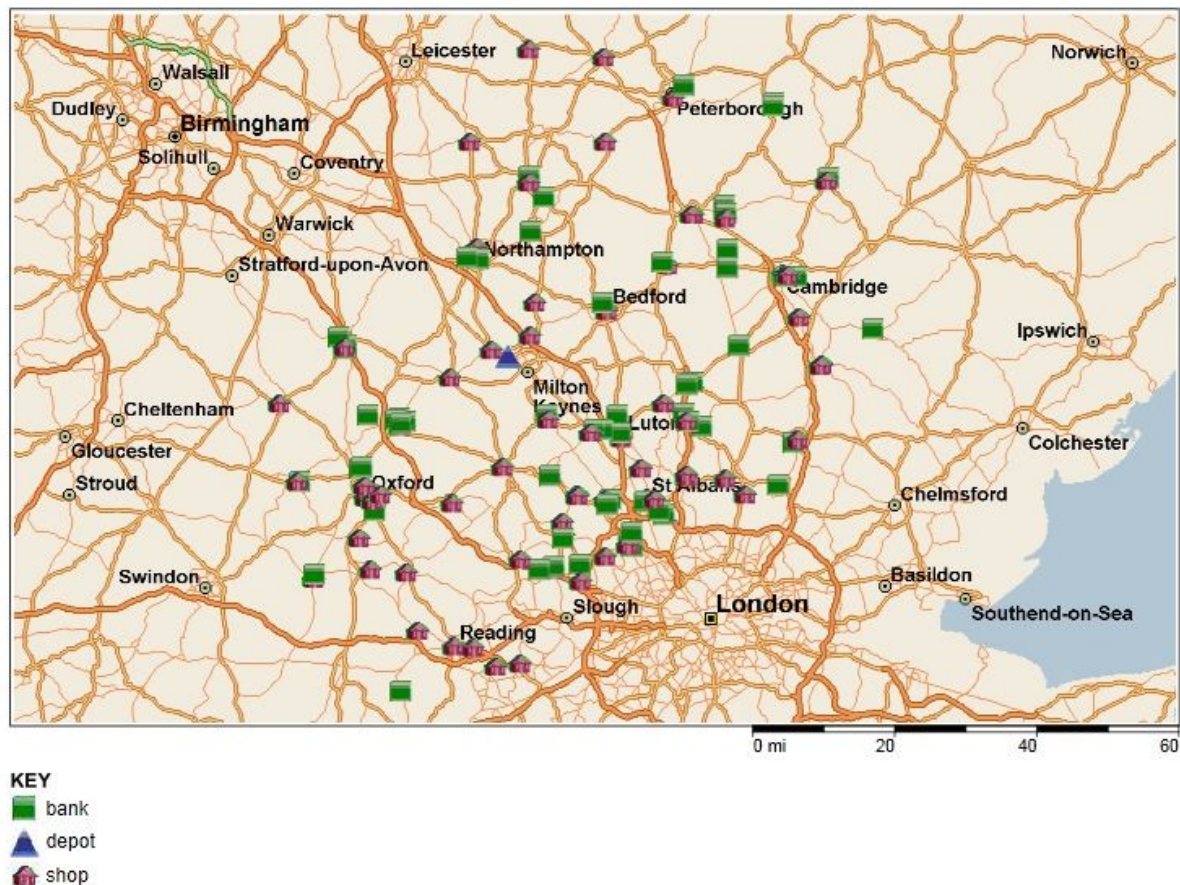 Leicester
Norwich
Walsall
Peterborough
Dudley
Birmingham
Solihull
Coventry
Warwick
Northampton
Stratford-upon-Avon
Cambridge
Bedford
Ipswich
Milton
Keynes
Cheltenham
Luton
Colchester
Gloucester
Stroud
Oxford
St Albans
Chelmsford
Swindon
Basildon
Slough
London
Southend-on-Sea
Reading
0 mi 20 40 60
KEY
bank
depot
shop